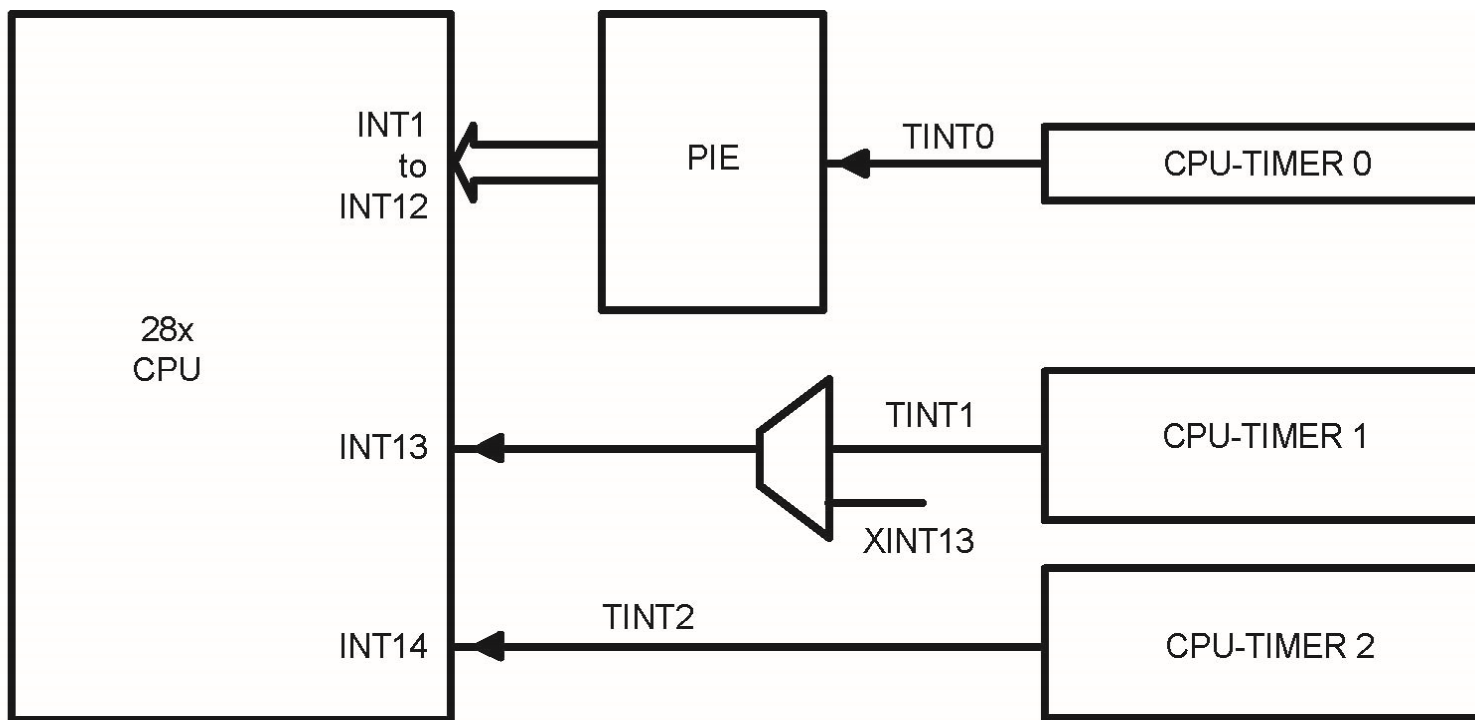 INT1
to
INT12
PIE
TINT0
CPU-TIMER 0
28x
CPU
INT13
TINT1
CPU-TIMER 1
XINT13
INT14
TINT2
CPU-TIMER 2